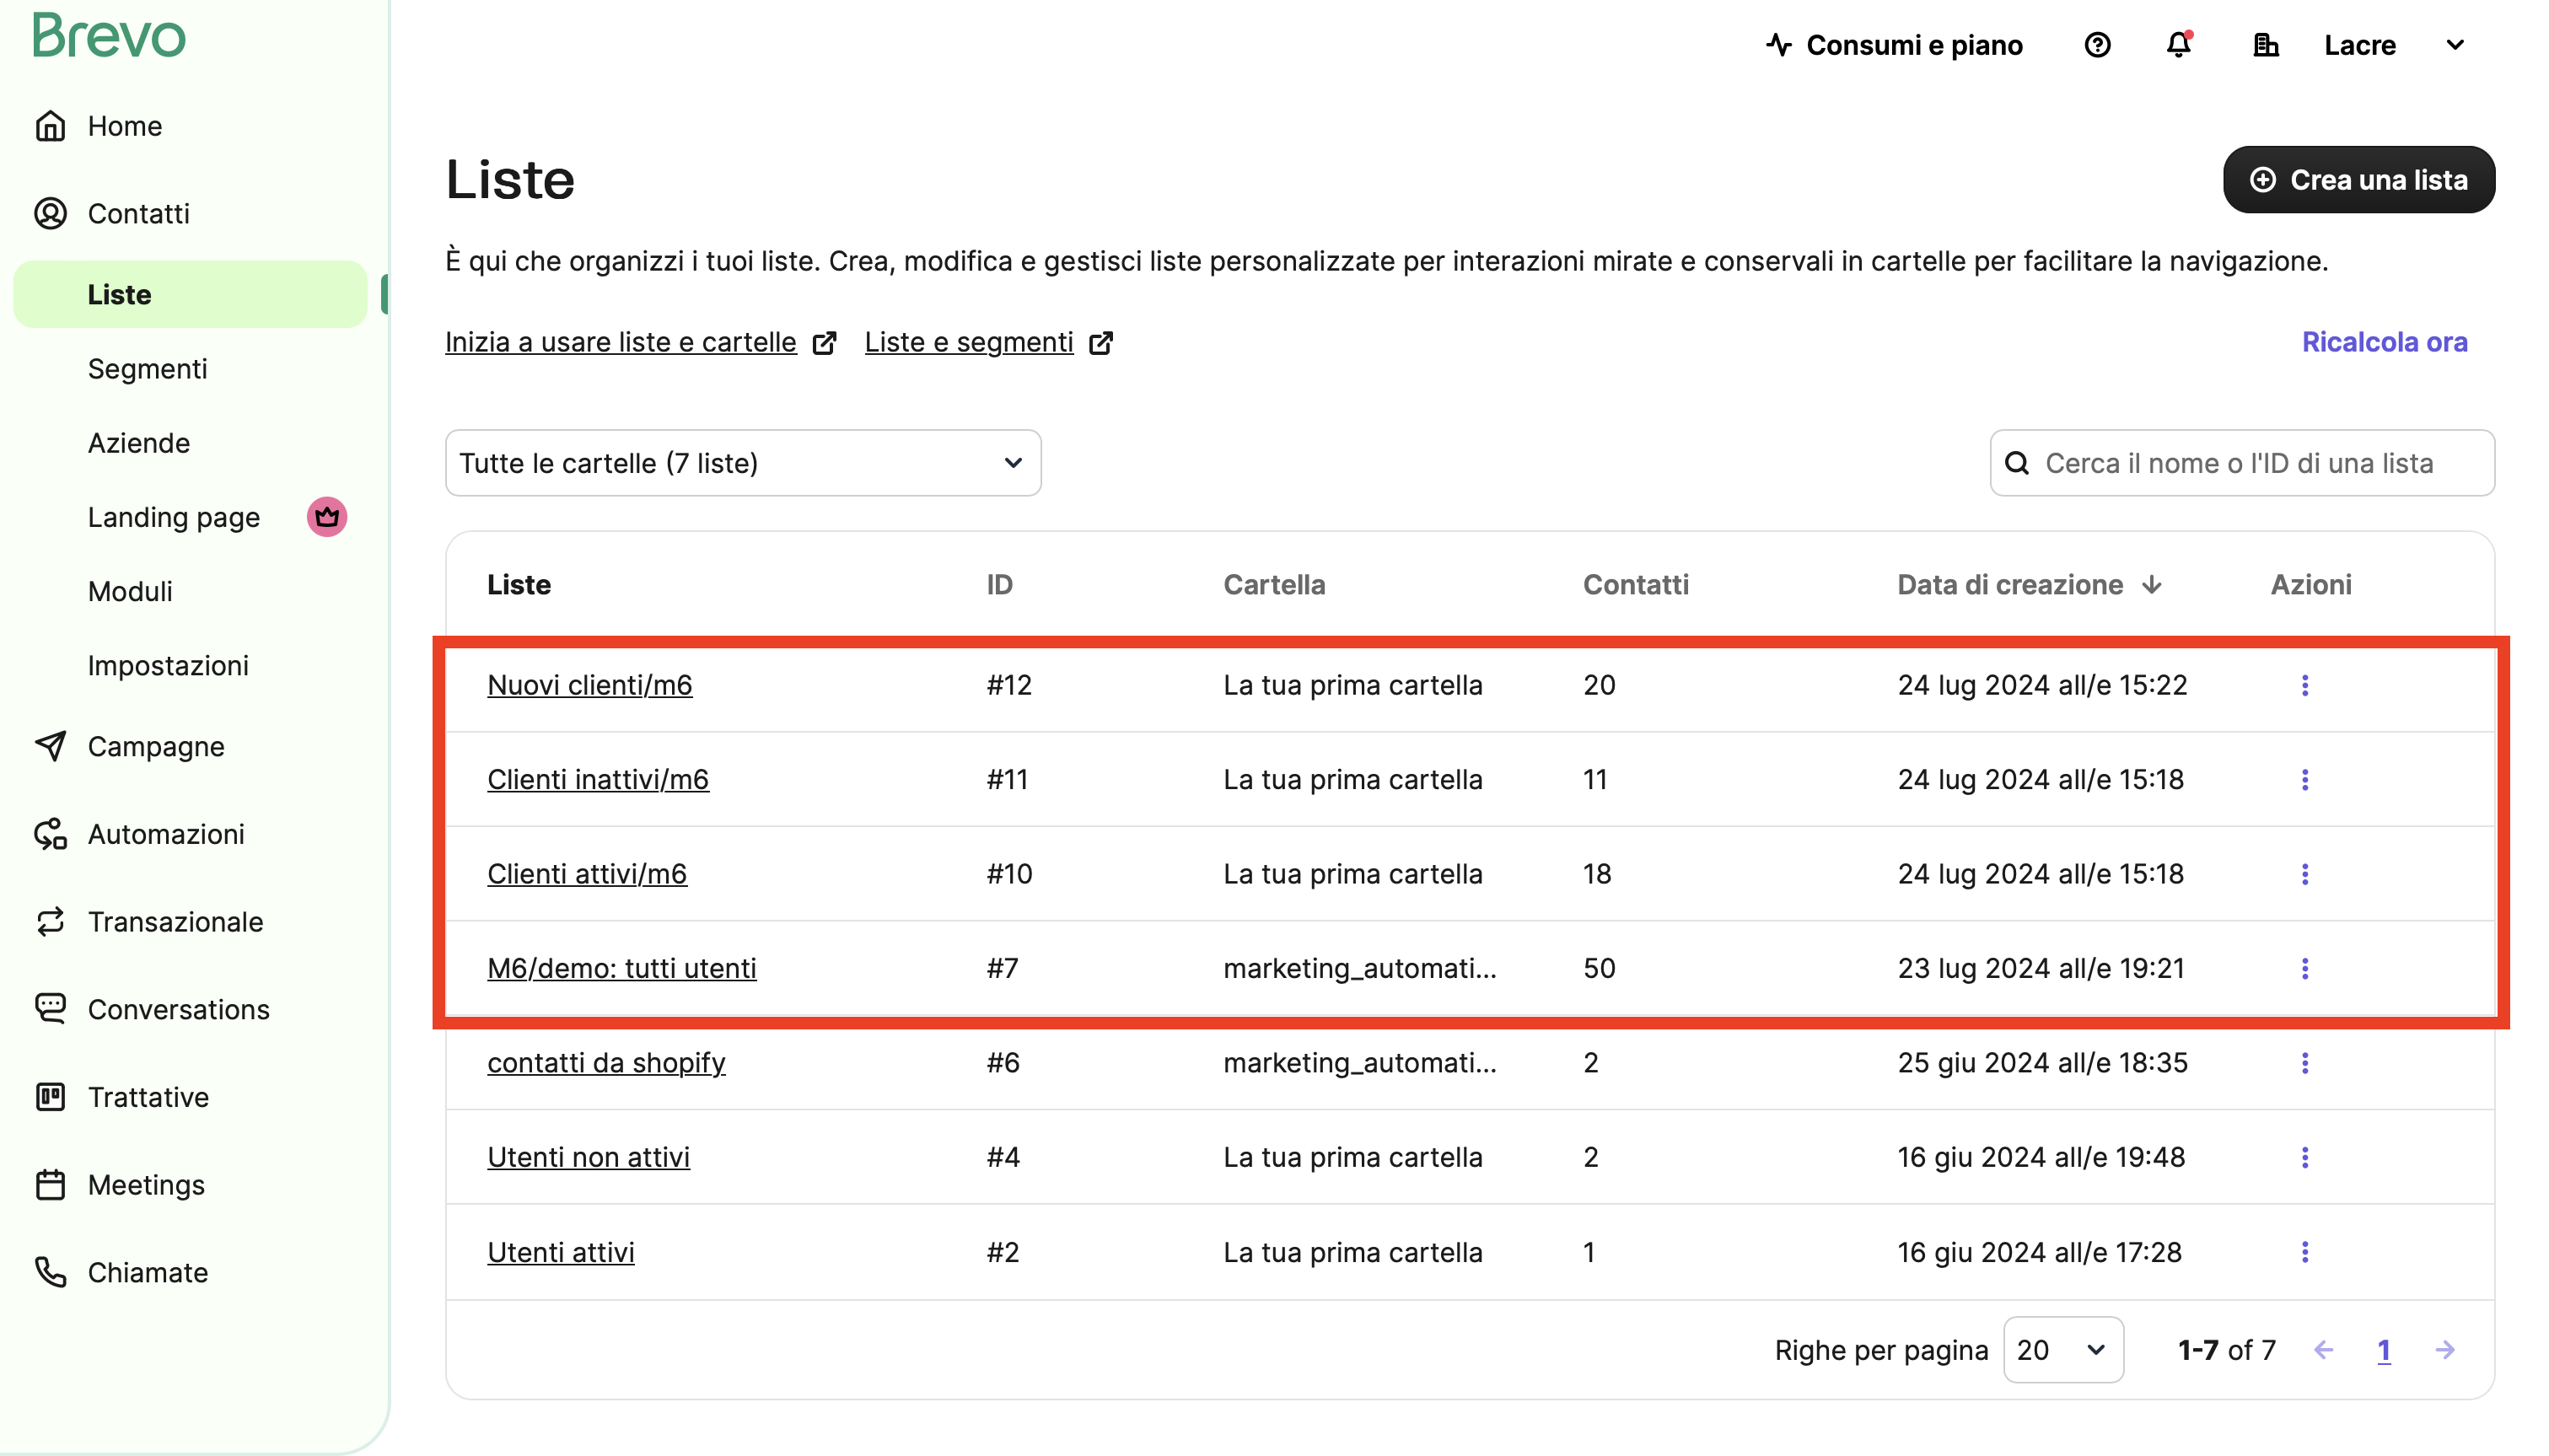 Brevo
Consumi e piano
Lacre
Home
Contatti
Liste
Segmenti
Aziende
Landing page
Moduli
Impostazioni
Campagne
Automazioni
Transazionale
Conversations
Trattative
Meetings
Chiamate
Liste
Crea una lista
È qui che organizzi i tuoi liste. Crea, modifica e gestisci liste personalizzate per interazioni mirate e conservali in cartelle per facilitare la navigazione.
Inizia a usare liste e cartelle Liste e segmenti Ricalcola ora
Tutte le cartelle (7 liste) Cerca il nome o l'ID di una lista
Liste ID Cartella Contatti Data di creazione Azioni
Nuovi clienti/m6 #12 La tua prima cartella 20 24 lug 2024 all/e 15:22
Clienti inattivi/m6 #11 La tua prima cartella 11 24 lug 2024 all/e 15:18
Clienti attivi/m6 #10 La tua prima cartella 18 24 lug 2024 all/e 15:18
M6/demo: tutti utenti #7 marketing_automati... 50 23 lug 2024 all/e 19:21
contatti da shopify #6 marketing_automati... 2 25 giu 2024 all/e 18:35
Utenti non attivi #4 La tua prima cartella 2 16 giu 2024 all/e 19:48
Utenti attivi #2 La tua prima cartella 1 16 giu 2024 all/e 17:28
Righe per pagina 20 1-7 of 7 1